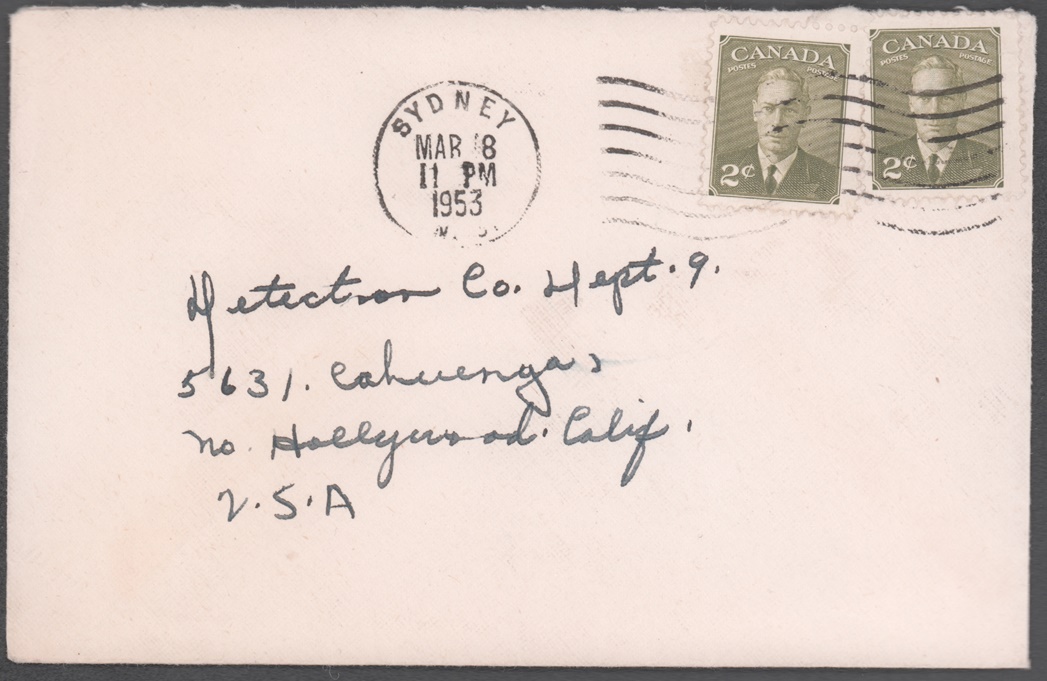 CANADA
POSTES POSTAGE
2¢
CANADA
POSTES POSTAGE
2¢
SYDNEY
MAR 8
11 PM
1953
Detectron Co. Dept. 9.
5631. Cahuenga,
No. Hollywood. Calif.
U.S.A